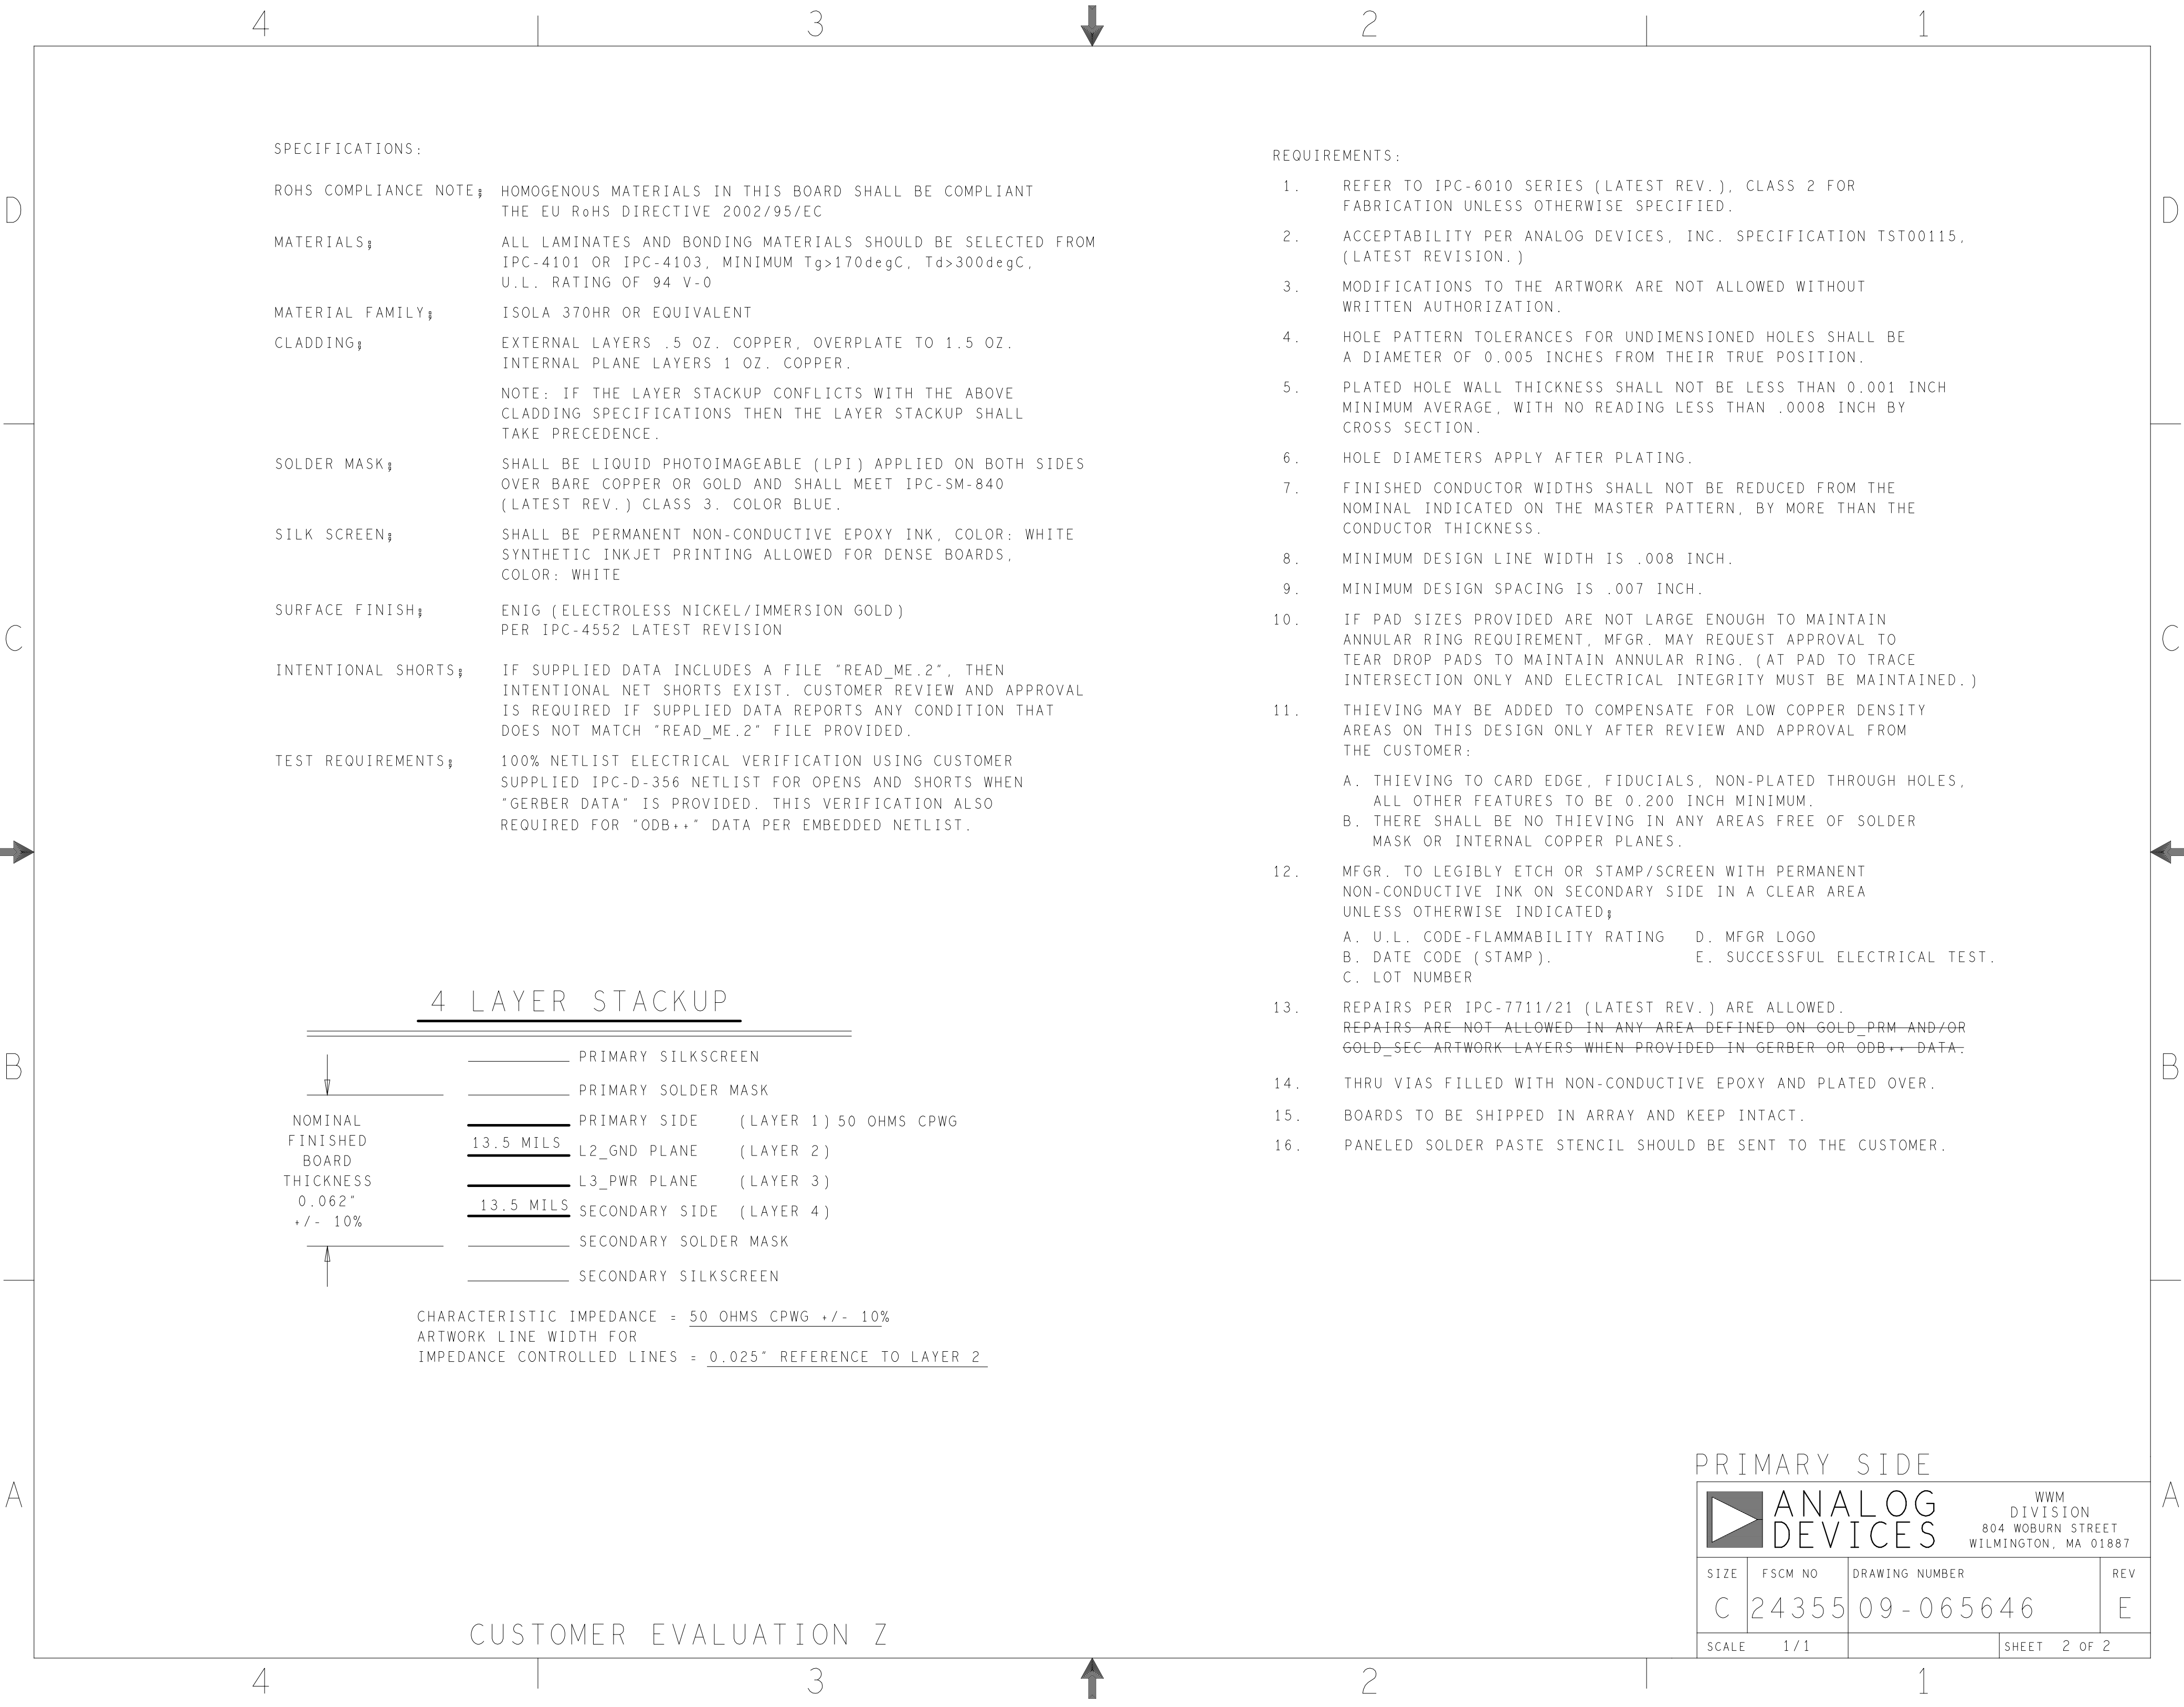 4 3 2 1
SPECIFICATIONS:
ROHS COMPLIANCE NOTE; HOMOGENOUS MATERIALS IN THIS BOARD SHALL BE COMPLIANT
THE EU RoHS DIRECTIVE 2002/95/EC
MATERIALS; ALL LAMINATES AND BONDING MATERIALS SHOULD BE SELECTED FROM
IPC-4101 OR IPC-4103, MINIMUM Tg>170degC, Td>300degC,
U.L. RATING OF 94 V-0
MATERIAL FAMILY; ISOLA 370HR OR EQUIVALENT
CLADDING; EXTERNAL LAYERS .5 OZ. COPPER, OVERPLATE TO 1.5 OZ.
INTERNAL PLANE LAYERS 1 OZ. COPPER.
NOTE: IF THE LAYER STACKUP CONFLICTS WITH THE ABOVE
CLADDING SPECIFICATIONS THEN THE LAYER STACKUP SHALL
TAKE PRECEDENCE.
SOLDER MASK; SHALL BE LIQUID PHOTOIMAGEABLE (LPI) APPLIED ON BOTH SIDES
OVER BARE COPPER OR GOLD AND SHALL MEET IPC-SM-840
(LATEST REV.) CLASS 3. COLOR BLUE.
SILK SCREEN; SHALL BE PERMANENT NON-CONDUCTIVE EPOXY INK, COLOR: WHITE
SYNTHETIC INKJET PRINTING ALLOWED FOR DENSE BOARDS,
COLOR: WHITE
SURFACE FINISH; ENIG (ELECTROLESS NICKEL/IMMERSION GOLD)
PER IPC-4552 LATEST REVISION
INTENTIONAL SHORTS; IF SUPPLIED DATA INCLUDES A FILE "READ_ME.2", THEN
INTENTIONAL NET SHORTS EXIST. CUSTOMER REVIEW AND APPROVAL
IS REQUIRED IF SUPPLIED DATA REPORTS ANY CONDITION THAT
DOES NOT MATCH "READ_ME.2" FILE PROVIDED.
TEST REQUIREMENTS; 100% NETLIST ELECTRICAL VERIFICATION USING CUSTOMER
SUPPLIED IPC-D-356 NETLIST FOR OPENS AND SHORTS WHEN
"GERBER DATA" IS PROVIDED. THIS VERIFICATION ALSO
REQUIRED FOR "ODB++" DATA PER EMBEDDED NETLIST.
REQUIREMENTS:
1. REFER TO IPC-6010 SERIES (LATEST REV.), CLASS 2 FOR
FABRICATION UNLESS OTHERWISE SPECIFIED.
2. ACCEPTABILITY PER ANALOG DEVICES, INC. SPECIFICATION TST00115,
(LATEST REVISION.)
3. MODIFICATIONS TO THE ARTWORK ARE NOT ALLOWED WITHOUT
WRITTEN AUTHORIZATION.
4. HOLE PATTERN TOLERANCES FOR UNDIMENSIONED HOLES SHALL BE
A DIAMETER OF 0.005 INCHES FROM THEIR TRUE POSITION.
5. PLATED HOLE WALL THICKNESS SHALL NOT BE LESS THAN 0.001 INCH
MINIMUM AVERAGE, WITH NO READING LESS THAN .0008 INCH BY
CROSS SECTION.
6. HOLE DIAMETERS APPLY AFTER PLATING.
7. FINISHED CONDUCTOR WIDTHS SHALL NOT BE REDUCED FROM THE
NOMINAL INDICATED ON THE MASTER PATTERN, BY MORE THAN THE
CONDUCTOR THICKNESS.
8. MINIMUM DESIGN LINE WIDTH IS .008 INCH.
9. MINIMUM DESIGN SPACING IS .007 INCH.
10. IF PAD SIZES PROVIDED ARE NOT LARGE ENOUGH TO MAINTAIN
ANNULAR RING REQUIREMENT, MFGR. MAY REQUEST APPROVAL TO
TEAR DROP PADS TO MAINTAIN ANNULAR RING. (AT PAD TO TRACE
INTERSECTION ONLY AND ELECTRICAL INTEGRITY MUST BE MAINTAINED.)
11. THIEVING MAY BE ADDED TO COMPENSATE FOR LOW COPPER DENSITY
AREAS ON THIS DESIGN ONLY AFTER REVIEW AND APPROVAL FROM
THE CUSTOMER:
A. THIEVING TO CARD EDGE, FIDUCIALS, NON-PLATED THROUGH HOLES,
ALL OTHER FEATURES TO BE 0.200 INCH MINIMUM.
B. THERE SHALL BE NO THIEVING IN ANY AREAS FREE OF SOLDER
MASK OR INTERNAL COPPER PLANES.
12. MFGR. TO LEGIBLY ETCH OR STAMP/SCREEN WITH PERMANENT
NON-CONDUCTIVE INK ON SECONDARY SIDE IN A CLEAR AREA
UNLESS OTHERWISE INDICATED;
A. U.L. CODE-FLAMMABILITY RATING D. MFGR LOGO
B. DATE CODE (STAMP). E. SUCCESSFUL ELECTRICAL TEST.
C. LOT NUMBER
13. REPAIRS PER IPC-7711/21 (LATEST REV.) ARE ALLOWED.
REPAIRS ARE NOT ALLOWED IN ANY AREA DEFINED ON GOLD_PRM AND/OR
GOLD_SEC ARTWORK LAYERS WHEN PROVIDED IN GERBER OR ODB++ DATA.
14. THRU VIAS FILLED WITH NON-CONDUCTIVE EPOXY AND PLATED OVER.
15. BOARDS TO BE SHIPPED IN ARRAY AND KEEP INTACT.
16. PANELED SOLDER PASTE STENCIL SHOULD BE SENT TO THE CUSTOMER.
4 LAYER STACKUP
PRIMARY SILKSCREEN
PRIMARY SOLDER MASK
PRIMARY SIDE (LAYER 1) 50 OHMS CPWG
13.5 MILS
L2_GND PLANE (LAYER 2)
L3_PWR PLANE (LAYER 3)
13.5 MILS
SECONDARY SIDE (LAYER 4)
SECONDARY SOLDER MASK
SECONDARY SILKSCREEN
NOMINAL
FINISHED
BOARD
THICKNESS
0.062"
+/- 10%
CHARACTERISTIC IMPEDANCE = 50 OHMS CPWG +/- 10%
ARTWORK LINE WIDTH FOR
IMPEDANCE CONTROLLED LINES = 0.025" REFERENCE TO LAYER 2
D D
C C
B B
A A
PRIMARY SIDE
ANALOG
DEVICES
WWM
DIVISION
804 WOBURN STREET
WILMINGTON, MA 01887
SIZE FSCM NO DRAWING NUMBER REV
C 24355 09-065646 E
SCALE 1/1 SHEET 2 OF 2
CUSTOMER EVALUATION Z
4 3 2 1